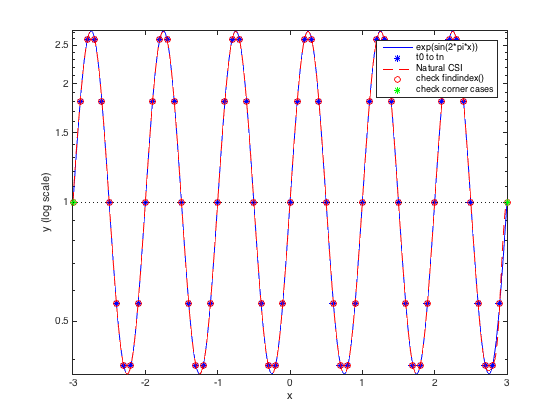 2.5
2
1.5
1
0.5
y (log scale)
exp(sin(2*pi*x))
t0 to tn
Natural CSI
check findindex()
check corner cases
-3 -2 -1 0 1 2 3
x